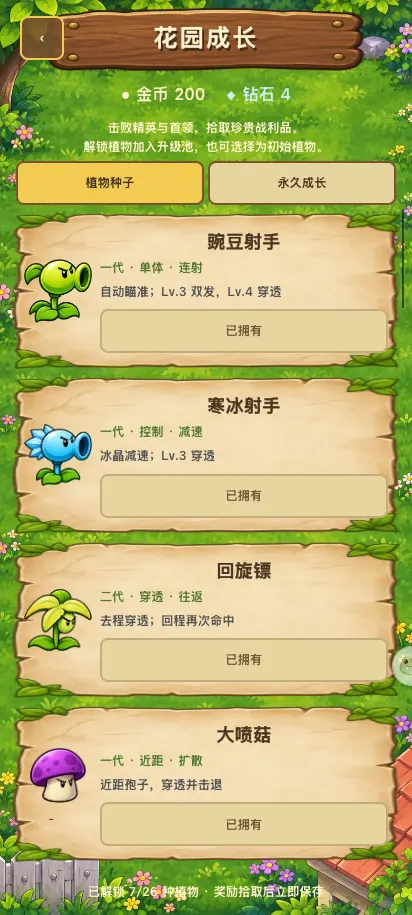 ‹
花园成长
● 金币 200 ◆ 钻石 4
击败精英与首领，拾取珍贵战利品。
解锁植物加入升级池，也可选择为初始植物。
植物种子
永久成长
豌豆射手
一代 · 单体 · 连射
自动瞄准；Lv.3 双发，Lv.4 穿透
已拥有
寒冰射手
一代 · 控制 · 减速
冰晶减速；Lv.3 穿透
已拥有
回旋镖
二代 · 穿透 · 往返
去程穿透；回程再次命中
已拥有
大喷菇
一代 · 近距 · 扩散
近距孢子，穿透并击退
已拥有
已解锁 7/26 种植物 · 奖励拾取后立即保存